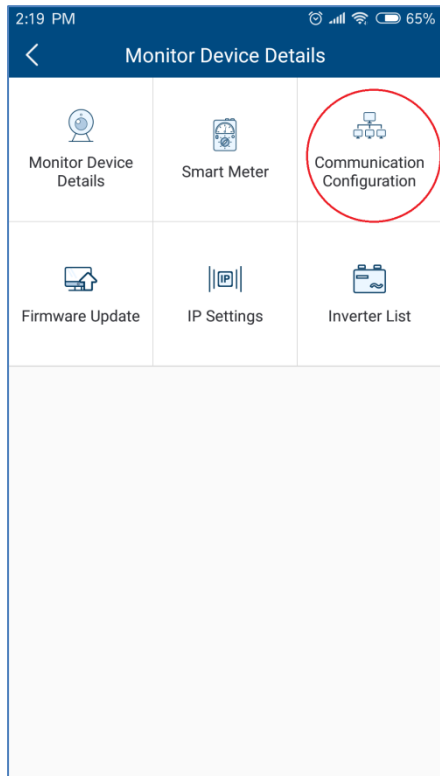 2:19 PM
65%
Monitor Device Details
Monitor Device
Details
Smart Meter
Communication
Configuration
Firmware Update
IP
IP Settings
Inverter List